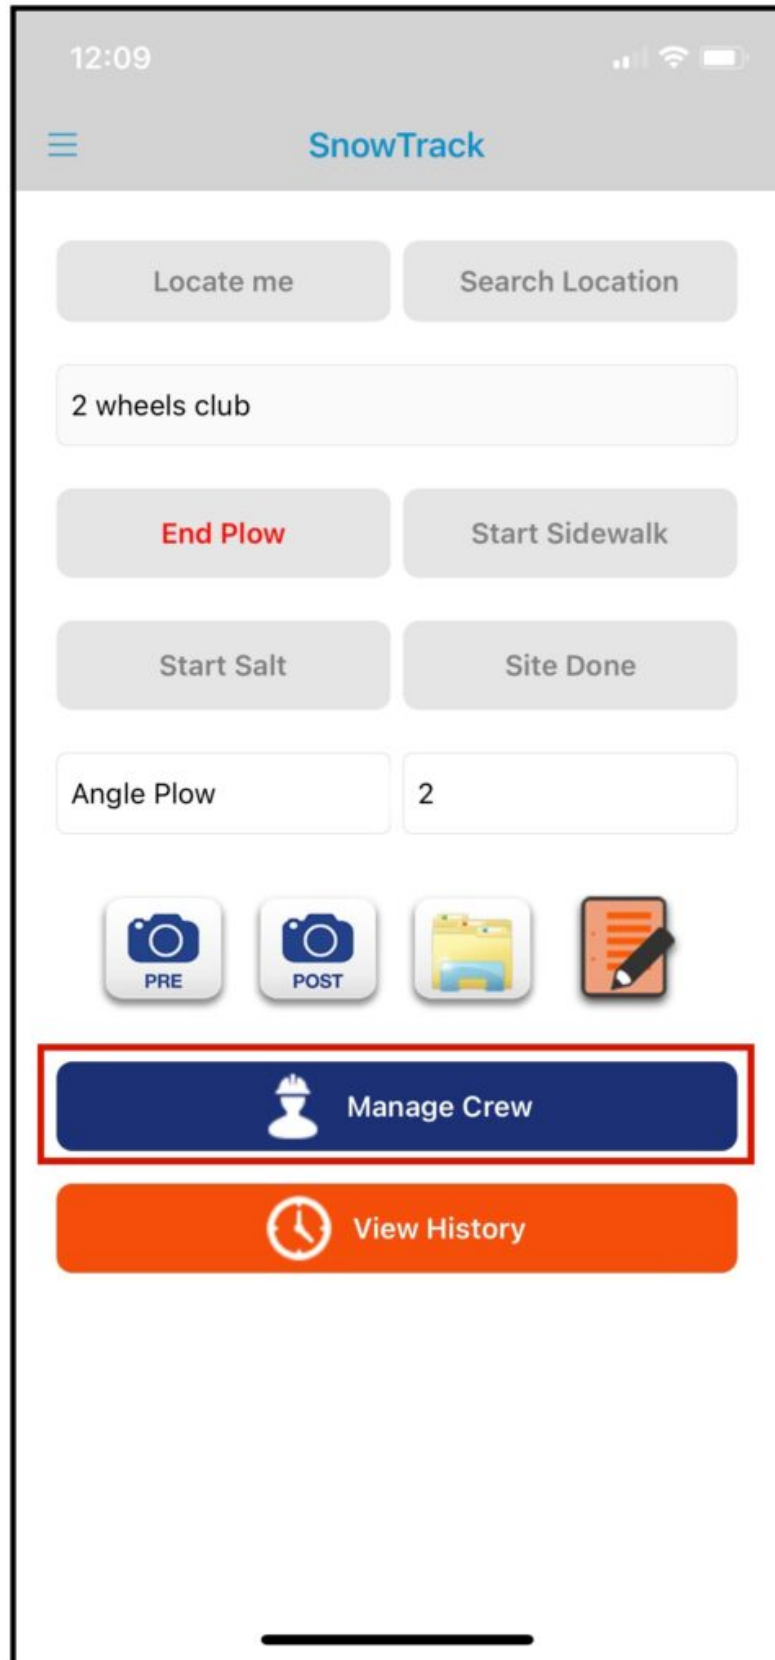 12:09
SnowTrack
Locate me
Search Location
2 wheels club
End Plow
Start Sidewalk
Start Salt
Site Done
Angle Plow
2
PRE
POST
Manage Crew
View History